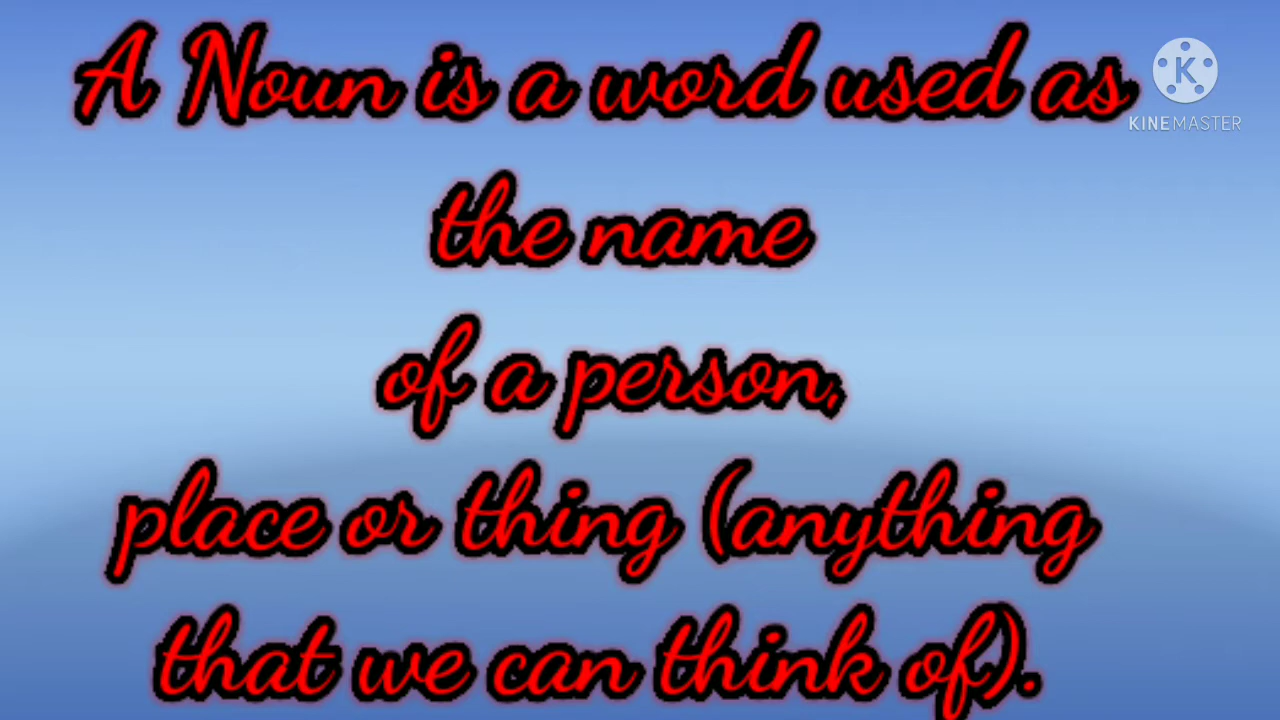 A Noun is a word used as
the name
of a person,
place or thing (anything
that we can think of).
K
KINEMASTER